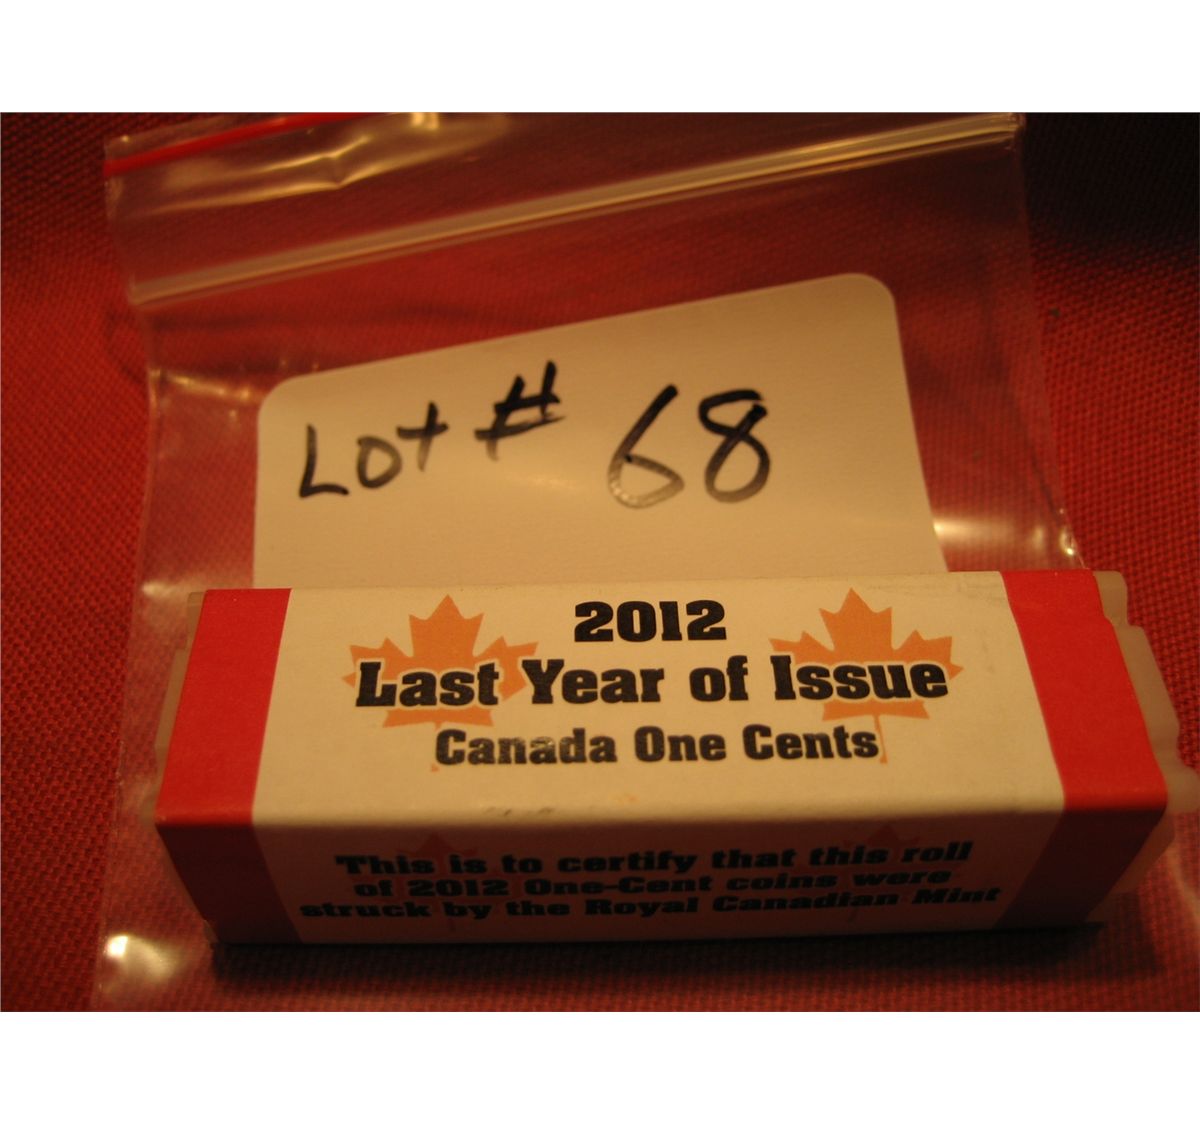 Lot # 68
2012
Last Year of Issue
Canada One Cents
This is to certify that this roll
of 2012 One-Cent coins were
struck by the Royal Canadian Mint